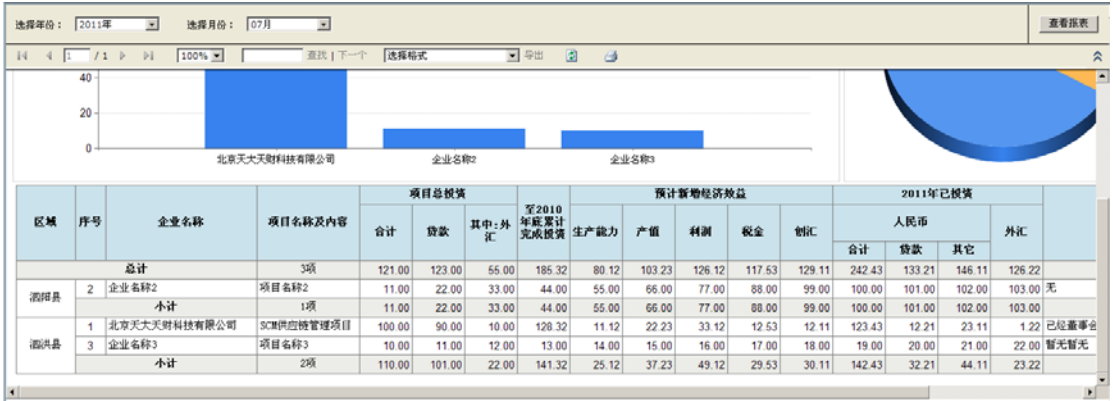 选择年份： 2011年 选择月份： 07月 查看报表
1 / 1 100% 查找 | 下一个 选择格式 导出
40
20
0
北京天大天财科技有限公司 企业名称2 企业名称3
区域 序号 企业名称 项目名称及内容 项目总投资 至2010年底累计完成投资 预计新增经济效益 2011年已投资
合计 贷款 其中:外汇 生产能力 产值 利润 税金 创汇 人民币 外汇
合计 贷款 其它
总计 3项 121.00 123.00 55.00 185.32 80.12 103.23 126.12 117.53 129.11 242.43 133.21 146.11 126.22
泗阳县 2 企业名称2 项目名称2 11.00 22.00 33.00 44.00 55.00 66.00 77.00 88.00 99.00 100.00 101.00 102.00 103.00 无
小计 1项 11.00 22.00 33.00 44.00 55.00 66.00 77.00 88.00 99.00 100.00 101.00 102.00 103.00
泗洪县 1 北京天大天财科技有限公司 SCM供应链管理项目 100.00 90.00 10.00 128.32 11.12 22.23 33.12 12.53 12.11 123.43 12.21 23.11 1.22 已经董事会
3 企业名称3 项目名称3 10.00 11.00 12.00 13.00 14.00 15.00 16.00 17.00 18.00 19.00 20.00 21.00 22.00 暂无暂无
小计 2项 110.00 101.00 22.00 141.32 25.12 37.23 49.12 29.53 30.11 142.43 32.21 44.11 23.22